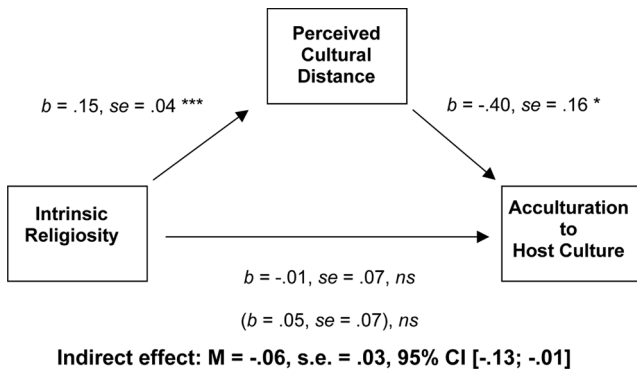 Perceived
Cultural
Distance
b = .15, se = .04 ***
b = -.40, se = .16 *
Intrinsic
Religiosity
Acculturation
to
Host Culture
b = -.01, se = .07, ns
(b = .05, se = .07), ns
Indirect effect: M = -.06, s.e. = .03, 95% CI [-.13; -.01]